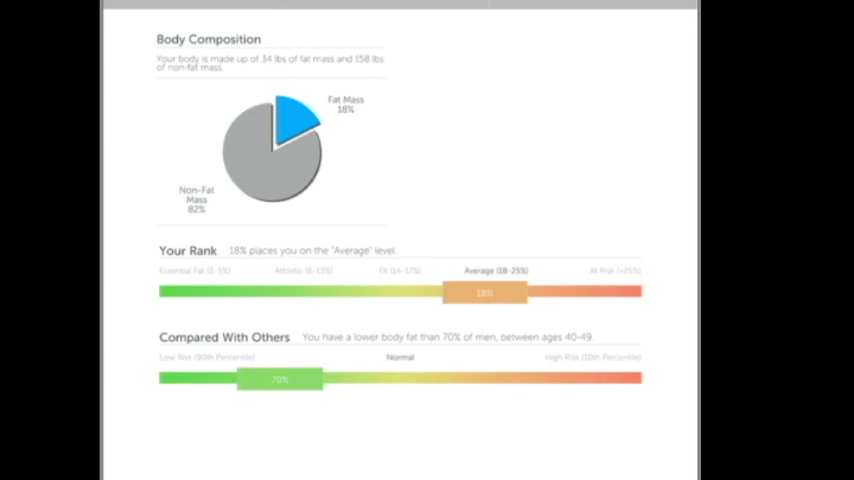 Body Composition
Your body is made up of 34 lbs of fat mass and 158 lbs
of non-fat mass.
Fat Mass
18%
Non-Fat
Mass
82%
Your Rank 18% places you on the "Average" level.
Essential Fat (2-5%) Athletic (6-13%) Fit (14-17%) Average (18-25%) At Risk (>25%)
18%
Compared With Others You have a lower body fat than 70% of men, between ages 40-49.
Low Risk (90th Percentile) Normal High Risk (10th Percentile)
70%